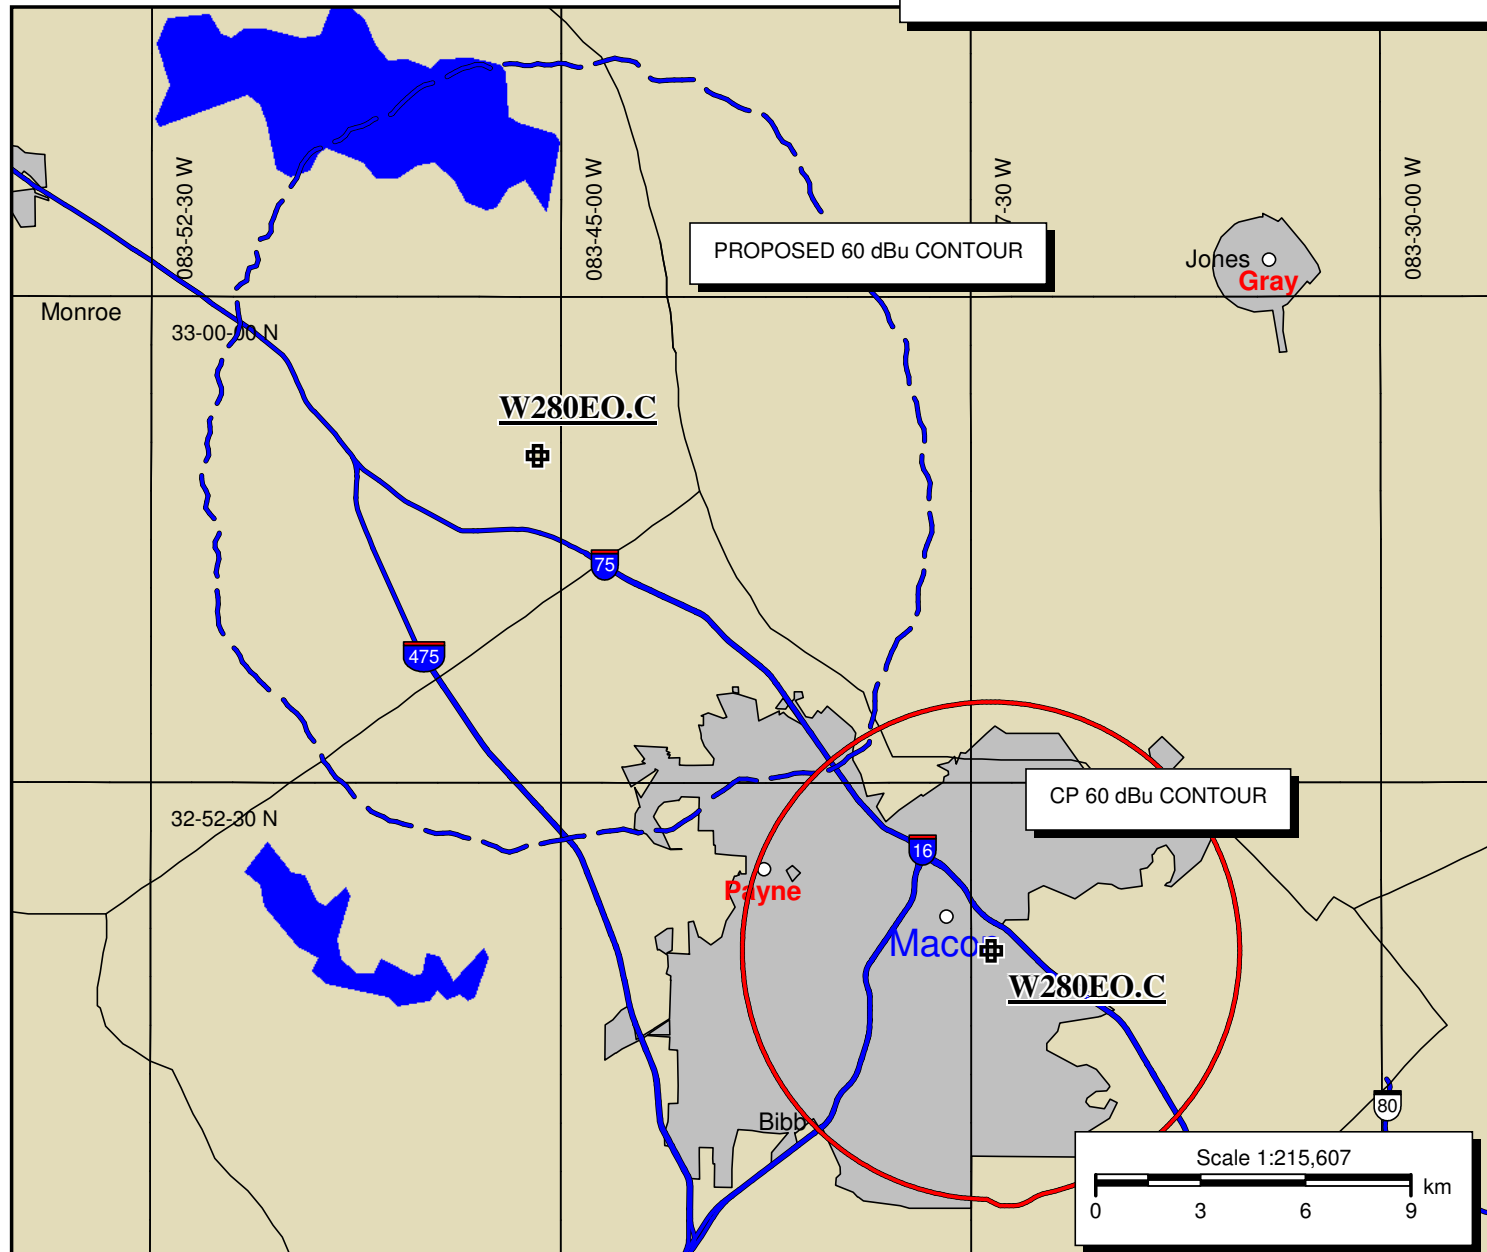 083-52-30 W
083-45-00 W
7-30 W
083-30-00 W
PROPOSED 60 dBu CONTOUR
Jones
Gray
Monroe
33-00-00 N
W280EO.C
75
475
32-52-30 N
CP 60 dBu CONTOUR
16
Payne
Macon
W280EO.C
Bibb
80
Scale 1:215,607
km
0 3 6 9